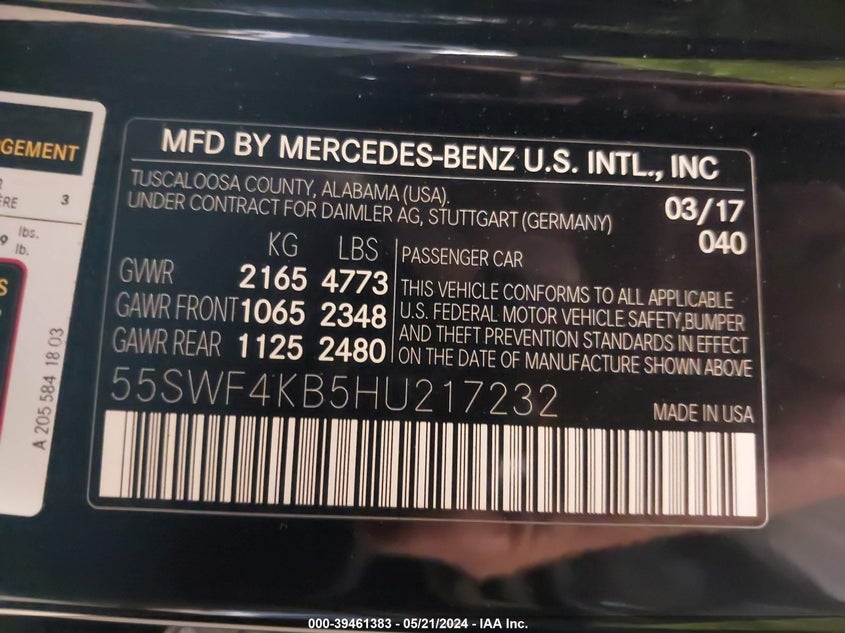 GEMENT
3
lbs.
9 lb.
S
A 205 584 18 03
MFD BY MERCEDES-BENZ U.S. INTL., INC
TUSCALOOSA COUNTY, ALABAMA (USA).
UNDER CONTRACT FOR DAIMLER AG, STUTTGART (GERMANY)
03/17
040
KG LBS
GVWR 2165 4773
GAWR FRONT 1065 2348
GAWR REAR 1125 2480
PASSENGER CAR
THIS VEHICLE CONFORMS TO ALL APPLICABLE
U.S. FEDERAL MOTOR VEHICLE SAFETY,BUMPER
AND THEFT PREVENTION STANDARDS IN EFFECT
ON THE DATE OF MANUFACTURE SHOWN ABOVE
55SWF4KB5HU217232
MADE IN USA
000-39461383 - 05/21/2024 - IAA Inc.